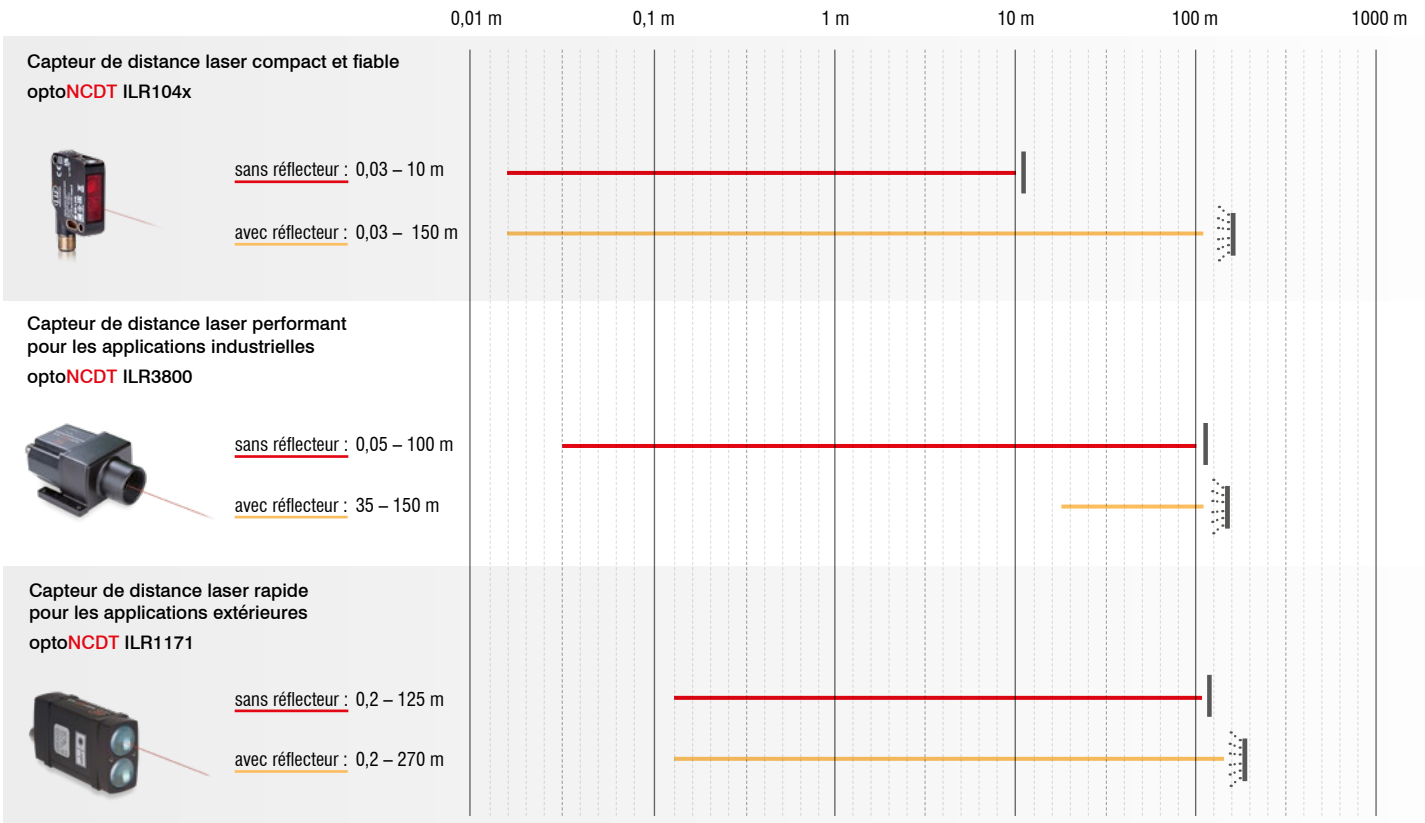 0,01 m 0,1 m 1 m 10 m 100 m 1000 m
Capteur de distance laser compact et fiable
optoNCDT ILR104x
sans réflecteur : 0,03 – 10 m
avec réflecteur : 0,03 – 150 m
Capteur de distance laser performant
pour les applications industrielles
optoNCDT ILR3800
sans réflecteur : 0,05 – 100 m
avec réflecteur : 35 – 150 m
Capteur de distance laser rapide
pour les applications extérieures
optoNCDT ILR1171
sans réflecteur : 0,2 – 125 m
avec réflecteur : 0,2 – 270 m